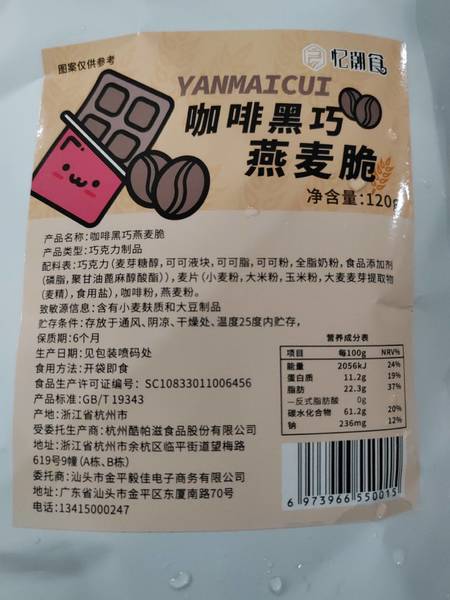 图案仅供参考
忆潮食
YANMAICUI
咖啡黑巧
燕麦脆
净含量:120g
产品名称:咖啡黑巧燕麦脆
产品类型:巧克力制品
配料表:巧克力(麦芽糖醇,可可液块,可可脂,可可粉,全脂奶粉,食品添加剂
(磷脂,聚甘油蓖麻醇酸酯)),麦片(小麦粉,大米粉,玉米粉,大麦麦芽提取物
(麦精),食用盐),咖啡粉,燕麦粉。
致敏源信息:含有小麦麸质和大豆制品
贮存条件:存放于通风、阴凉、干燥处、温度25度内贮存,
保质期:6个月
生产日期:见包装喷码处
食用方法:开袋即食
食品生产许可证编号: SC10833011006456
产品标准:GB/T19343
产地:浙江省杭州市
受委托生产商:杭州酷帕滋食品股份有限公司
地址:浙江省杭州市余杭区临平街道望梅路
619号9幢(A栋、B栋)
委托商:汕头市金平毅佳电子商务有限公司
地址:广东省汕头市金平区东厦南路70号
电话:13415000247
营养成分表
项目 每100g NRV%
能量 2056kJ 24%
蛋白质 11.2g 19%
脂肪 22.3g 37%
—反式脂肪酸 0g
碳水化合物 61.2g 20%
钠 236mg 12%
6 973966 550015